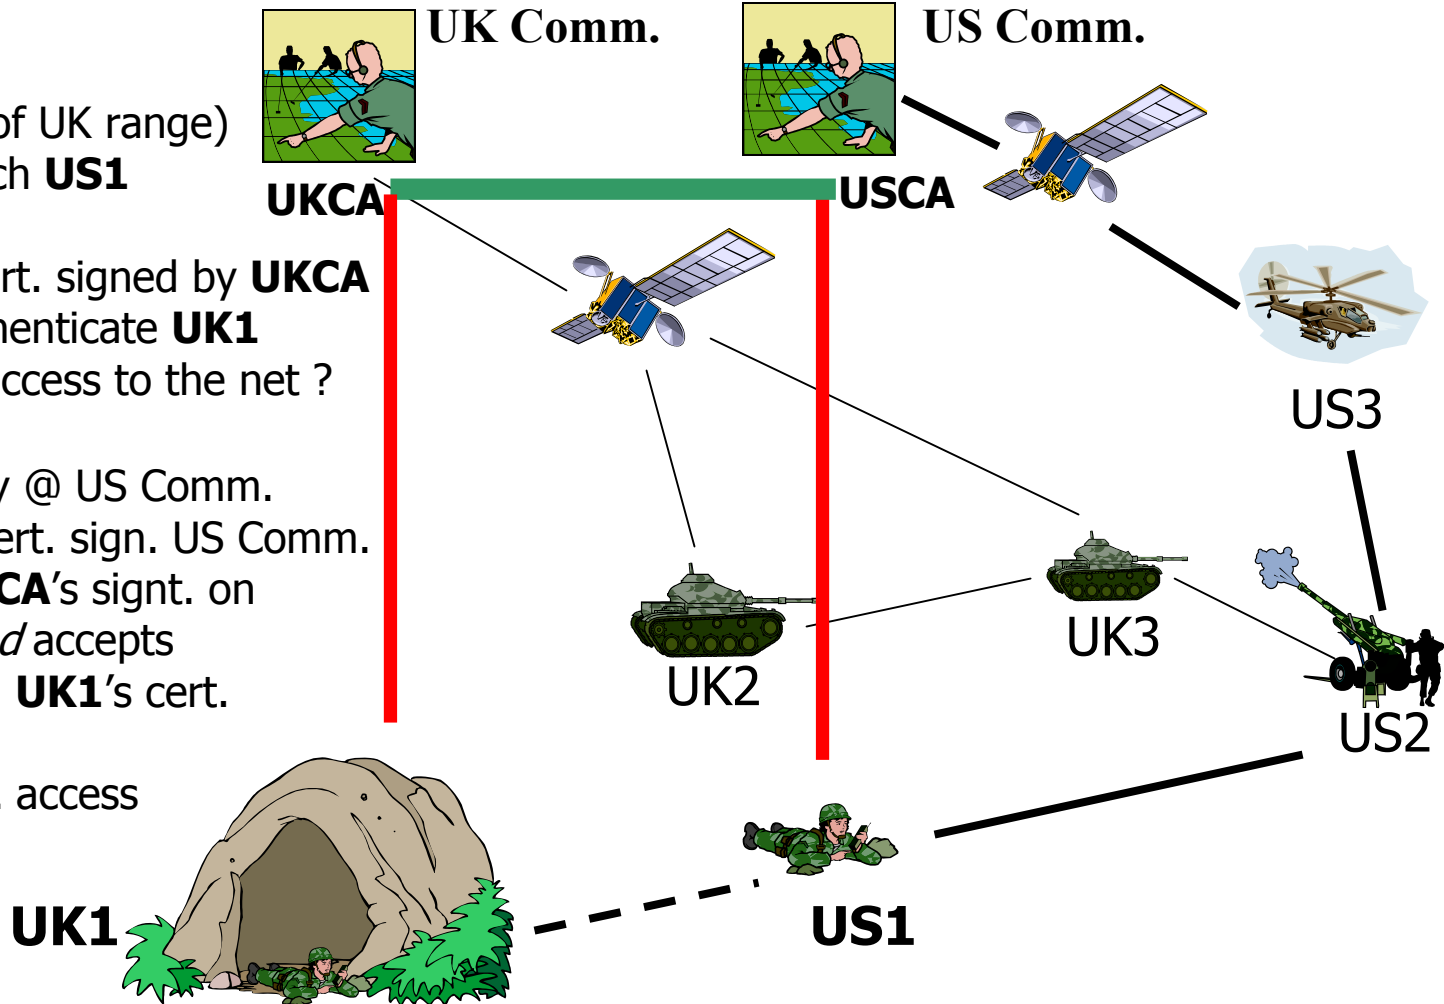 UK Comm.
US Comm.
of UK range)
ch US1
UKCA
USCA
rt. signed by UKCA
henticate UK1
ccess to the net ?
US3
y @ US Comm.
ert. sign. US Comm.
CA’s signt. on
d accepts
UK1’s cert.
UK2
UK3
US2
. access
UK1
US1